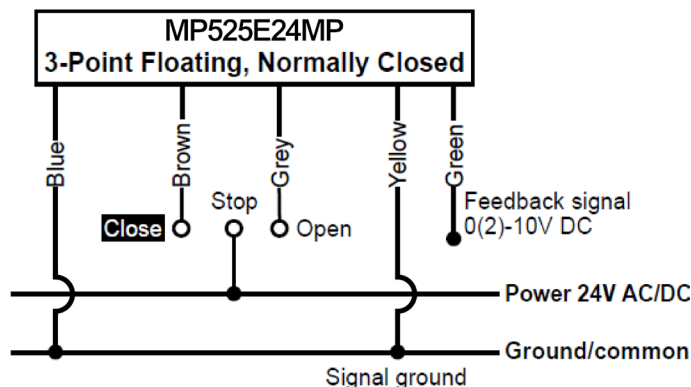 MP525E24MP
3-Point Floating, Normally Closed
Blue
Brown
Grey
Yellow
Green
Close
Stop
Open
Feedback signal
0(2)-10V DC
Power 24V AC/DC
Ground/common
Signal ground